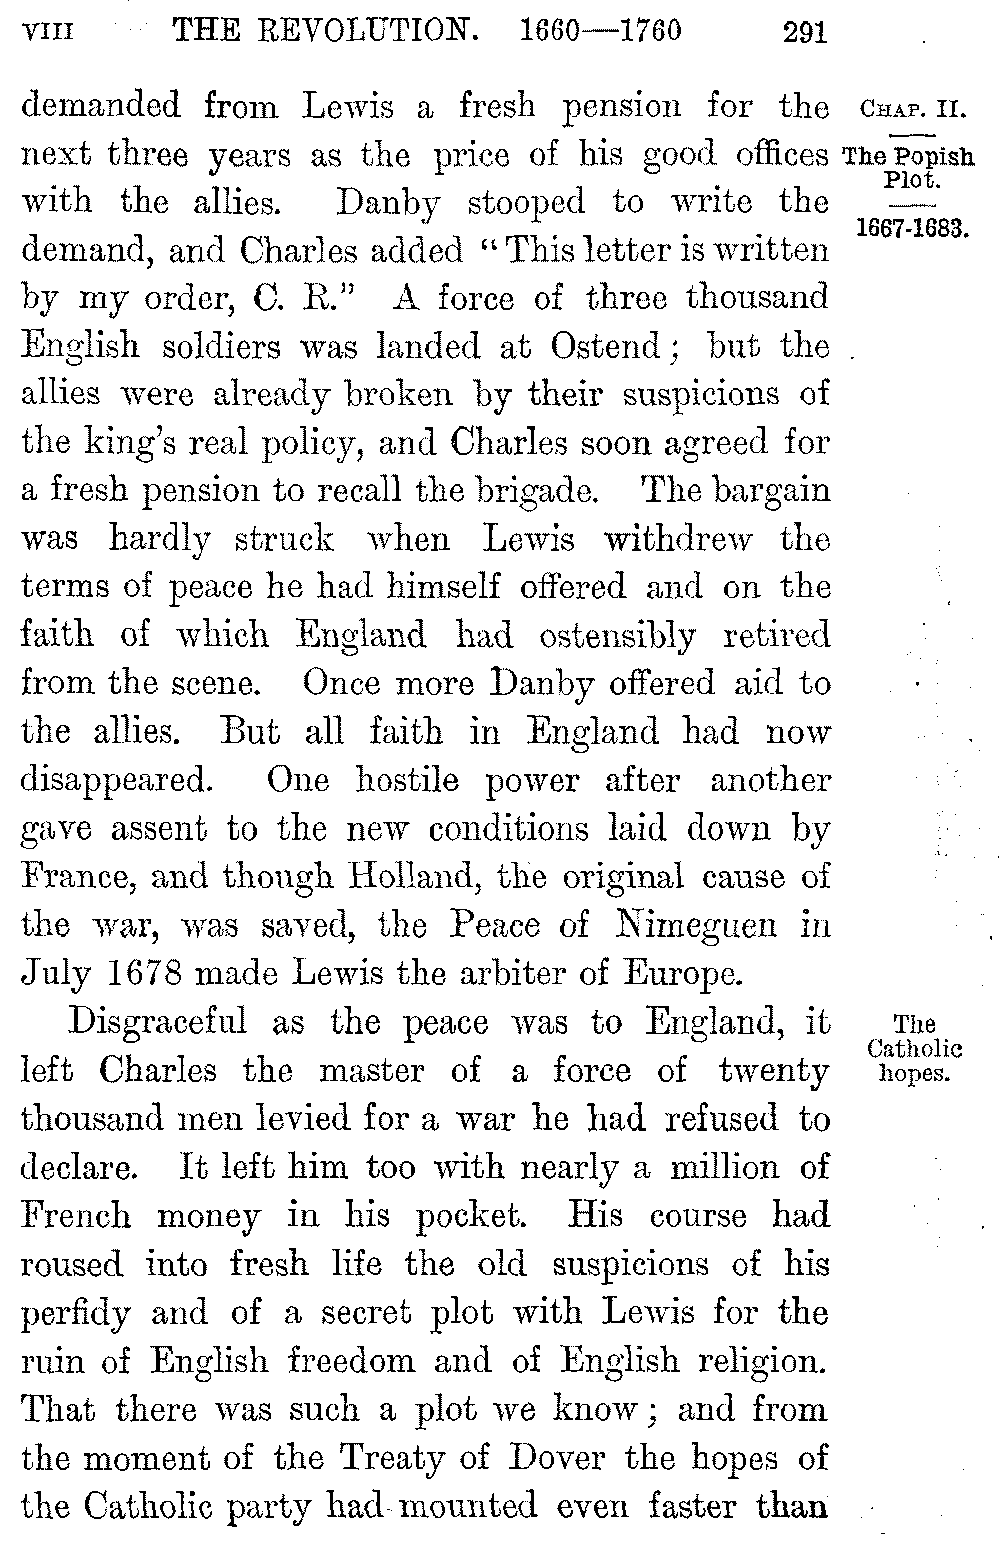 VIII THE REVOLUTION. 1660—1760 291
demanded from Lewis a fresh pension for the
next three years as the price of his good offices
with the allies. Danby stooped to write the
demand, and Charles added “This letter is written
by my order, C. R.” A force of three thousand
English soldiers was landed at Ostend; but the
allies were already broken by their suspicions of
the king’s real policy, and Charles soon agreed for
a fresh pension to recall the brigade. The bargain
was hardly struck when Lewis withdrew the
terms of peace he had himself offered and on the
faith of which England had ostensibly retired
from the scene. Once more Danby offered aid to
the allies. But all faith in England had now
disappeared. One hostile power after another
gave assent to the new conditions laid down by
France, and though Holland, the original cause of
the war, was saved, the Peace of Nimeguen in
July 1678 made Lewis the arbiter of Europe.
Disgraceful as the peace was to England, it
left Charles the master of a force of twenty
thousand men levied for a war he had refused to
declare. It left him too with nearly a million of
French money in his pocket. His course had
roused into fresh life the old suspicions of his
perfidy and of a secret plot with Lewis for the
ruin of English freedom and of English religion.
That there was such a plot we know; and from
the moment of the Treaty of Dover the hopes of
the Catholic party had mounted even faster than
CHAP. II.
The Popish
Plot.
1667-1683.
The
Catholic
hopes.